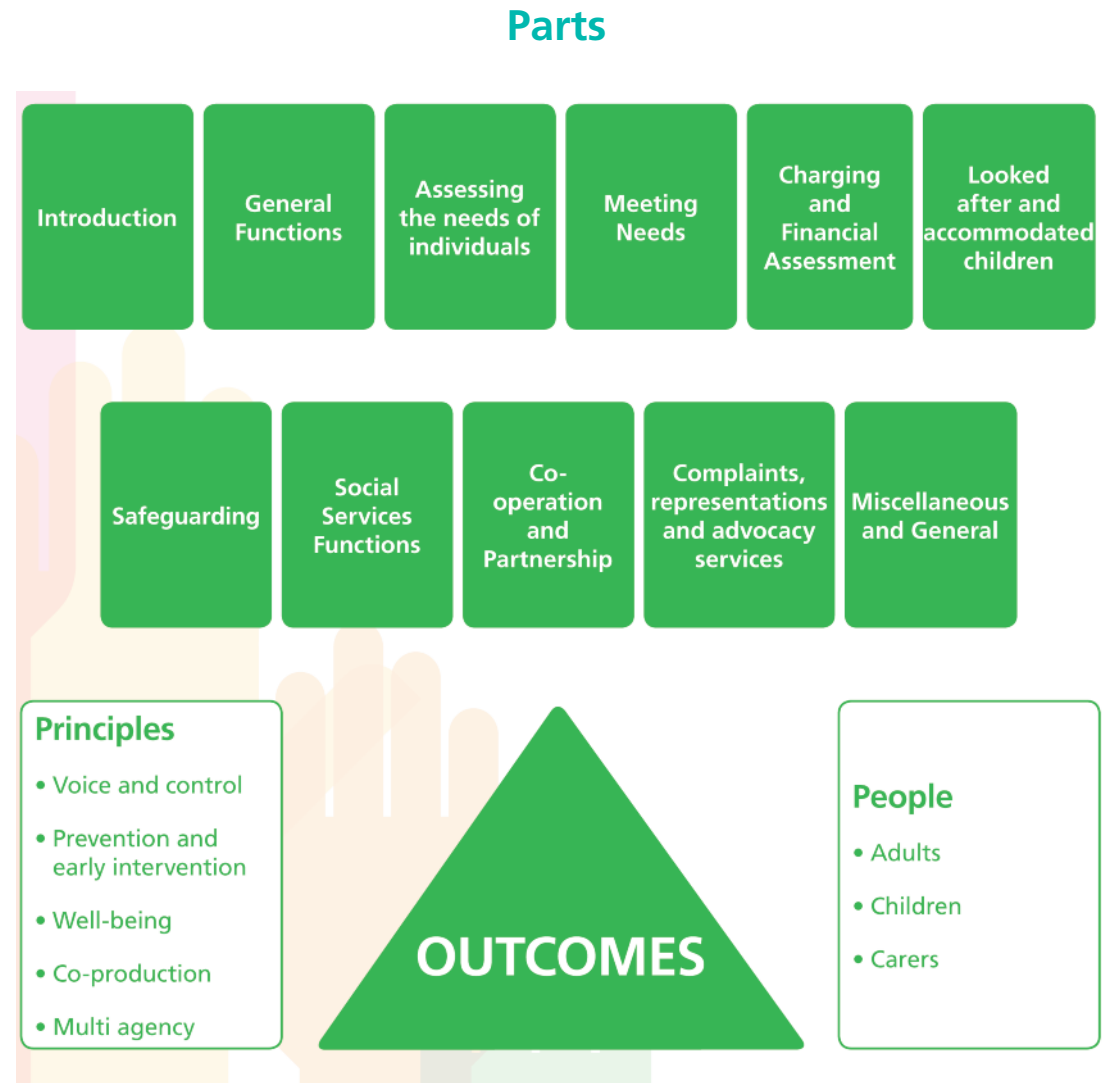 Parts
Introduction
General
Functions
Assessing
the needs of
individuals
Meeting
Needs
Charging
and
Financial
Assessment
Looked
after and
accommodated
children
Safeguarding
Social
Services
Functions
Co-
operation
and
Partnership
Complaints,
representations
and advocacy
services
Miscellaneous
and General
Principles
• Voice and control
• Prevention and
early intervention
• Well-being
• Co-production
• Multi agency
OUTCOMES
People
• Adults
• Children
• Carers